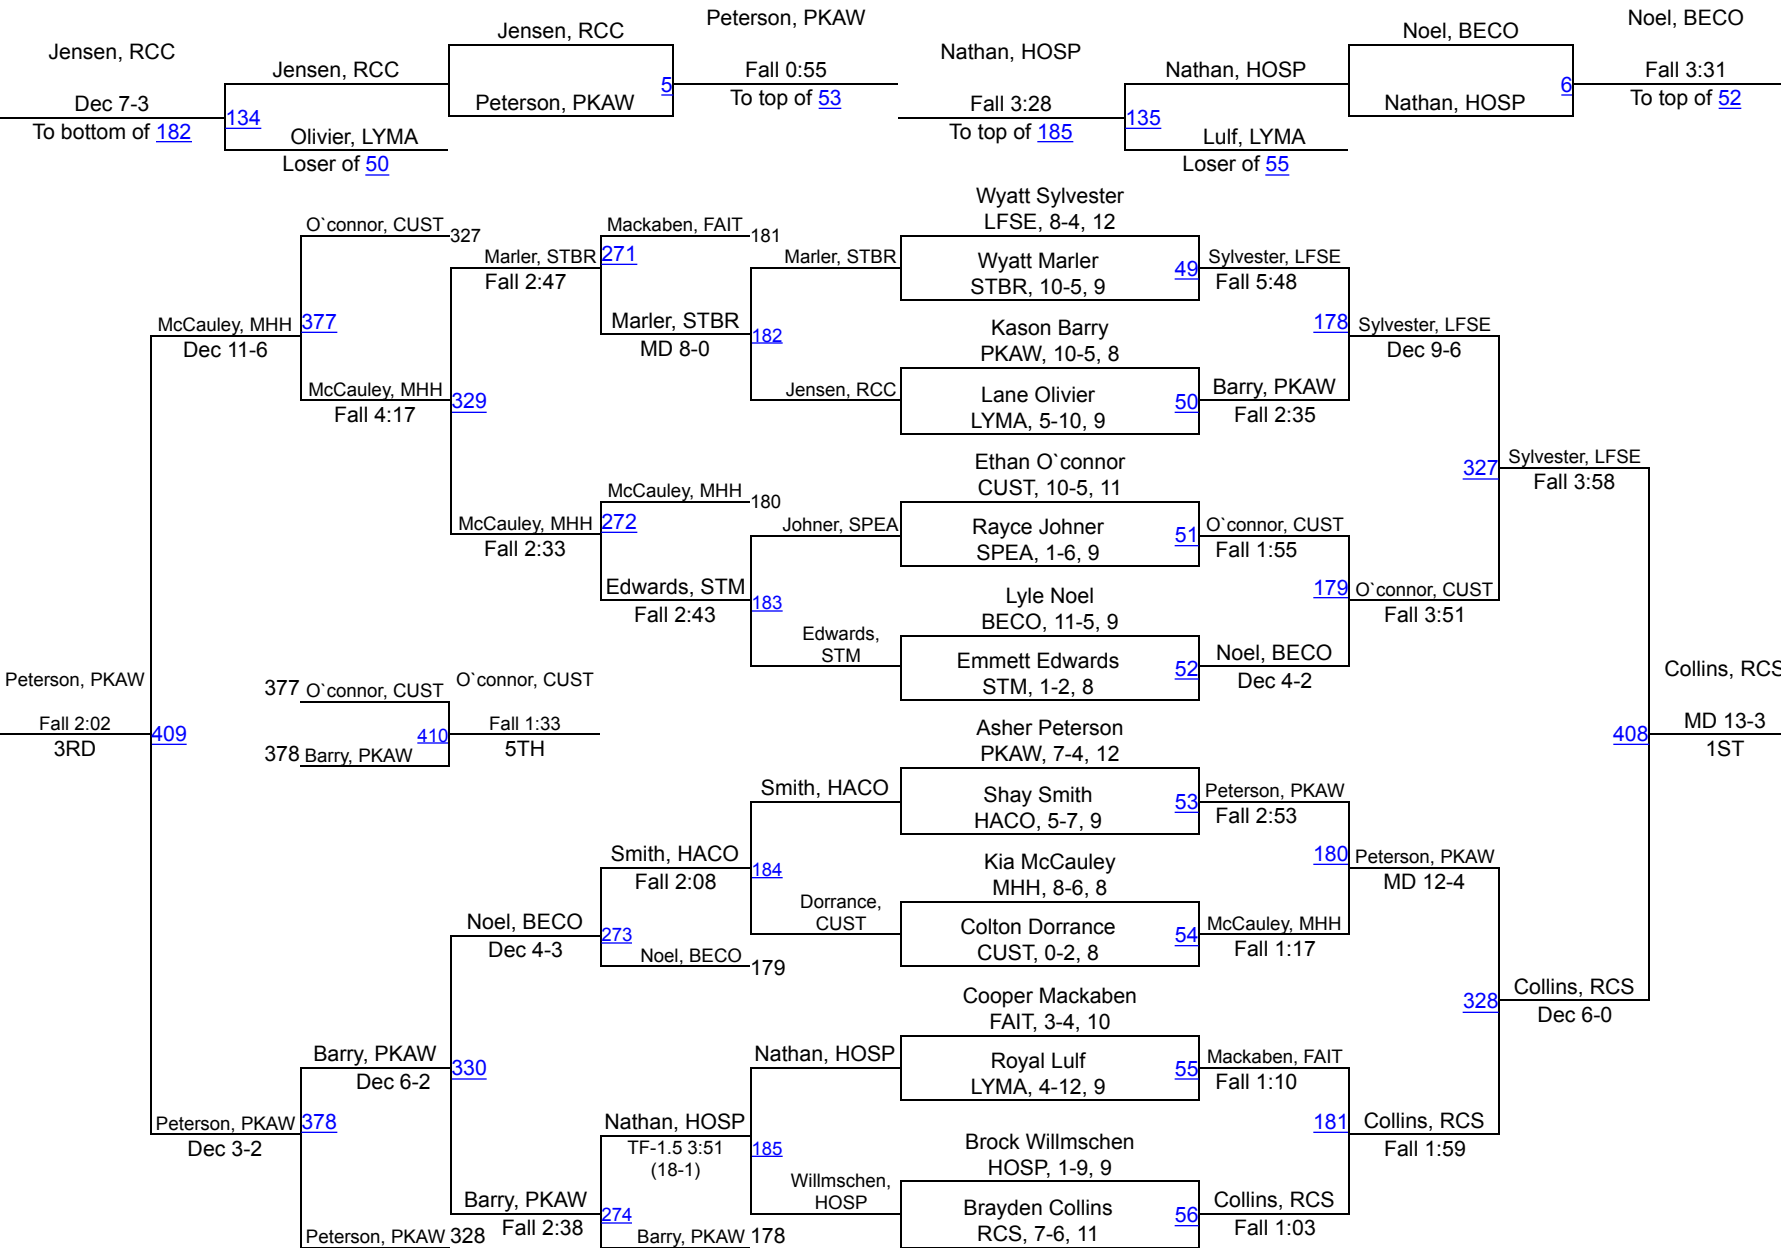 Jensen, RCC
Dec 7-3
To bottom of 182
Jensen, RCC
134
Olivier, LYMA
Loser of 50
Jensen, RCC
Peterson, PKAW
5
Peterson, PKAW
Fall 0:55
To top of 53
Nathan, HOSP
Fall 3:28
To top of 185
Nathan, HOSP
135
Lulf, LYMA
Loser of 55
Noel, BECO
Nathan, HOSP
6
Noel, BECO
Fall 3:31
To top of 52
Wyatt Sylvester
LFSE, 8-4, 12
Wyatt Marler
STBR, 10-5, 9
49
Kason Barry
PKAW, 10-5, 8
Lane Olivier
LYMA, 5-10, 9
50
Ethan O`connor
CUST, 10-5, 11
Rayce Johner
SPEA, 1-6, 9
51
Lyle Noel
BECO, 11-5, 9
Emmett Edwards
STM, 1-2, 8
52
Asher Peterson
PKAW, 7-4, 12
Shay Smith
HACO, 5-7, 9
53
Kia McCauley
MHH, 8-6, 8
Colton Dorrance
CUST, 0-2, 8
54
Cooper Mackaben
FAIT, 3-4, 10
Royal Lulf
LYMA, 4-12, 9
55
Brock Willmschen
HOSP, 1-9, 9
Brayden Collins
RCS, 7-6, 11
56
Sylvester, LFSE
Fall 5:48
178
Barry, PKAW
Fall 2:35
O`connor, CUST
Fall 1:55
179
Noel, BECO
Dec 4-2
Peterson, PKAW
Fall 2:53
180
McCauley, MHH
Fall 1:17
Mackaben, FAIT
Fall 1:10
181
Collins, RCS
Fall 1:03
Sylvester, LFSE
Dec 9-6
327
O`connor, CUST
Fall 3:51
Peterson, PKAW
MD 12-4
328
Collins, RCS
Fall 1:59
Sylvester, LFSE
Fall 3:58
408
Collins, RCS
Dec 6-0
Collins, RCS
MD 13-3
1ST
Marler, STBR
182
Jensen, RCC
Johner, SPEA
183
Edwards,
STM
Smith, HACO
184
Dorrance,
CUST
Nathan, HOSP
185
Willmschen,
HOSP
Mackaben, FAIT 181
271
Marler, STBR
MD 8-0
McCauley, MHH 180
272
Edwards, STM
Fall 2:43
Smith, HACO
Fall 2:08
273
Noel, BECO 179
Nathan, HOSP
TF-1.5 3:51
(18-1)
274
Barry, PKAW 178
Marler, STBR
Fall 2:47
329
McCauley, MHH
Fall 2:33
Noel, BECO
Dec 4-3
330
Barry, PKAW
Fall 2:38
O`connor, CUST 327
377
McCauley, MHH
Fall 4:17
Barry, PKAW
Dec 6-2
378
Peterson, PKAW 328
McCauley, MHH
Dec 11-6
409
Peterson, PKAW
Dec 3-2
Peterson, PKAW
Fall 2:02
3RD
377 O`connor, CUST
410
378 Barry, PKAW
O`connor, CUST
Fall 1:33
5TH